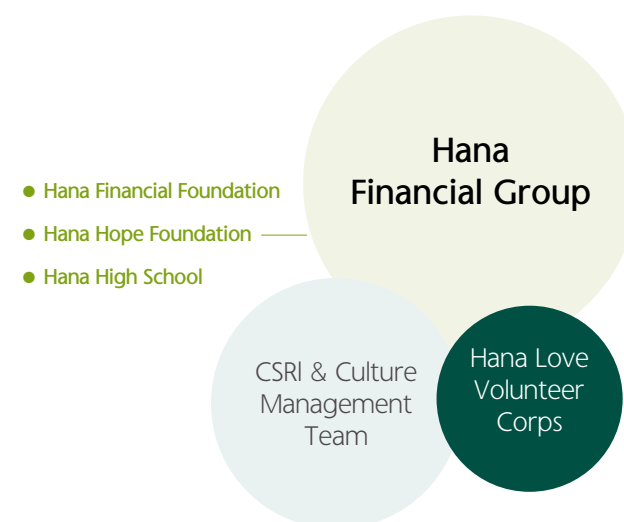 Hana
Financial Group
● Hana Financial Foundation
● Hana Hope Foundation
● Hana High School
CSRl & Culture
Management
Team
Hana Love
Volunteer
Corps